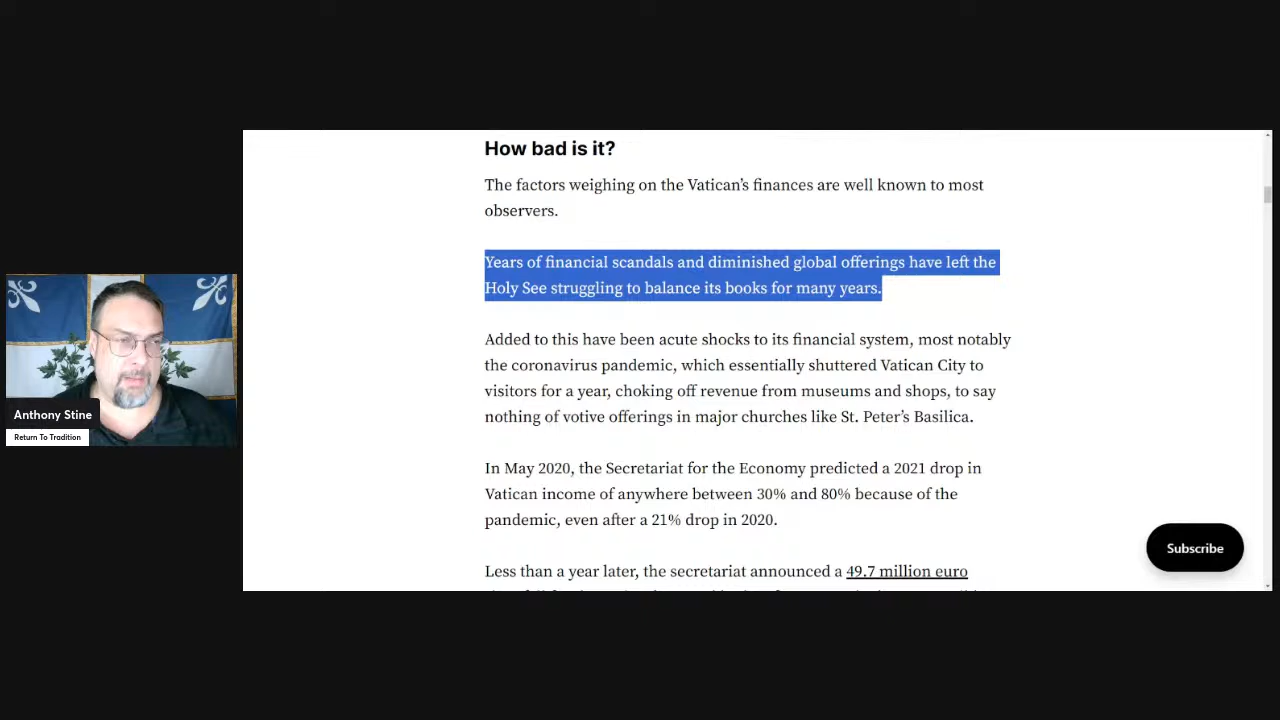 How bad is it?
The factors weighing on the Vatican’s finances are well known to most
observers.
Years of financial scandals and diminished global offerings have left the
Holy See struggling to balance its books for many years.
Added to this have been acute shocks to its financial system, most notably
the coronavirus pandemic, which essentially shuttered Vatican City to
visitors for a year, choking off revenue from museums and shops, to say
nothing of votive offerings in major churches like St. Peter’s Basilica.
In May 2020, the Secretariat for the Economy predicted a 2021 drop in
Vatican income of anywhere between 30% and 80% because of the
pandemic, even after a 21% drop in 2020.
Less than a year later, the secretariat announced a 49.7 million euro
Subscribe
Anthony Stine
Return To Tradition